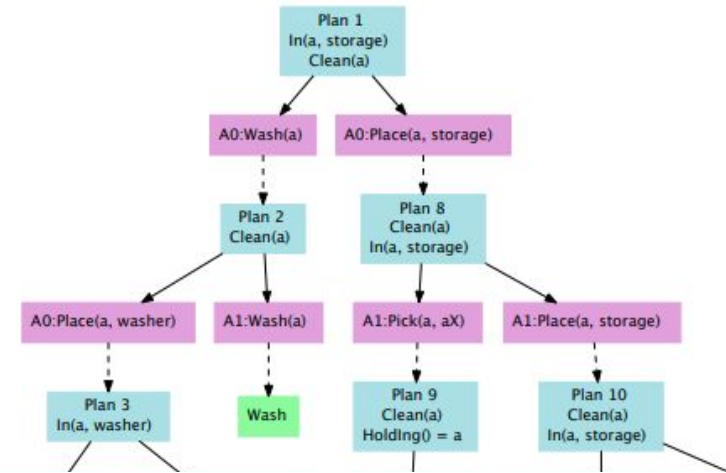 Plan 1
In(a, storage)
Clean(a)
A0:Wash(a)
A0:Place(a, storage)
Plan 2
Clean(a)
Plan 8
Clean(a)
In(a, storage)
A0:Place(a, washer)
A1:Wash(a)
A1:Pick(a, aX)
A1:Place(a, storage)
Plan 3
In(a, washer)
Wash
Plan 9
Clean(a)
HoldIng() = a
Plan 10
Clean(a)
In(a, storage)